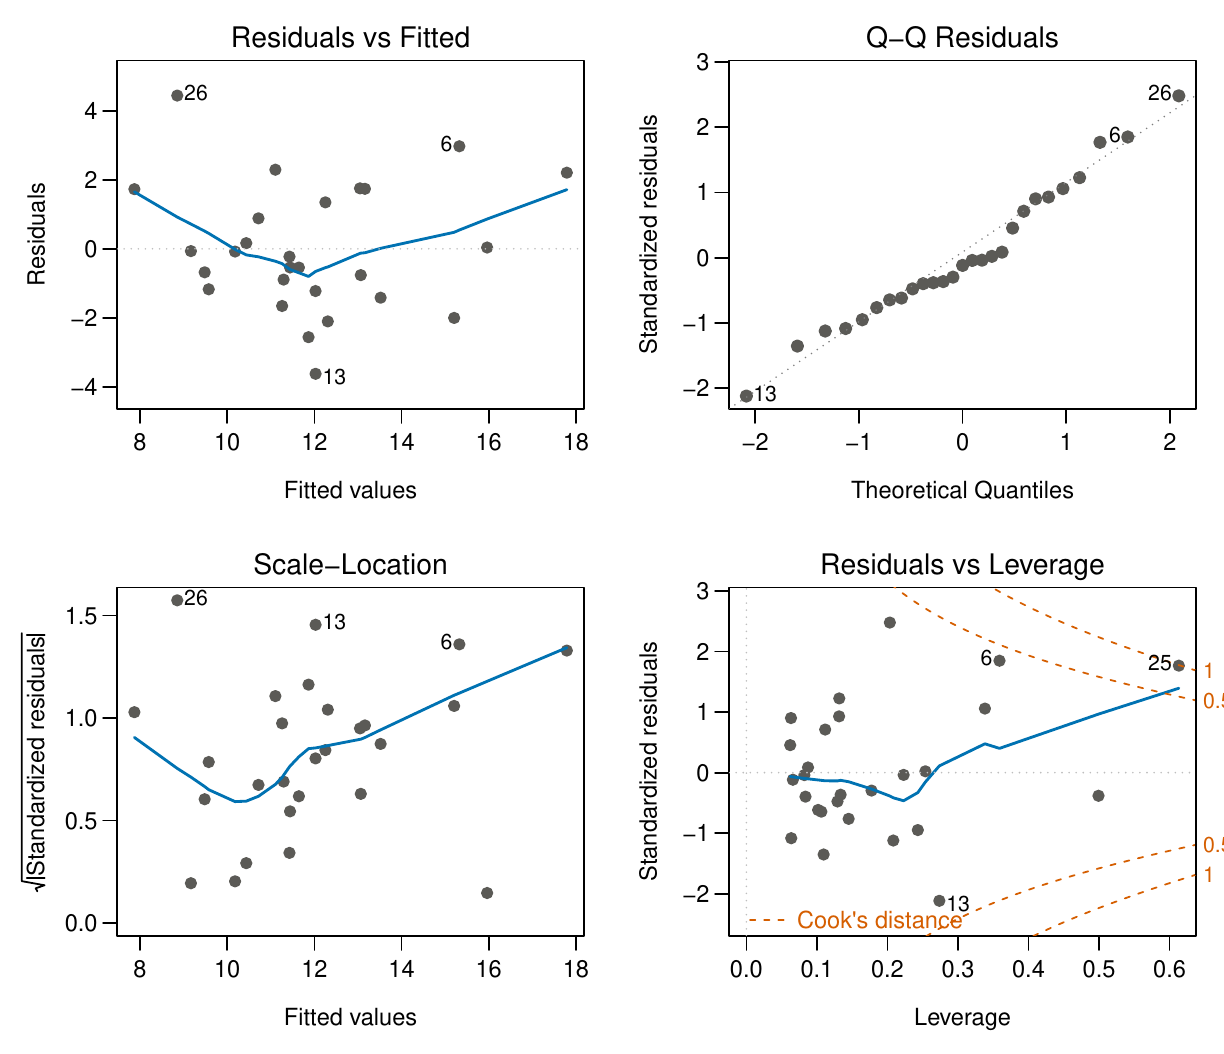 Residuals vs Fitted
Residuals
4
2
0
−2
−4
26
6
13
8 10 12 14 16 18
Fitted values
Q−Q Residuals
Standardized residuals
3
2
1
0
−1
−2
26
6
13
−2 −1 0 1 2
Theoretical Quantiles
Scale−Location
√|Standardized residuals|
1.5
1.0
0.5
0.0
26
13
6
8 10 12 14 16 18
Fitted values
Residuals vs Leverage
Standardized residuals
3
2
1
0
−1
−2
6
25
13
1
0.5
0.5
1
Cook's distance
0.0 0.1 0.2 0.3 0.4 0.5 0.6
Leverage